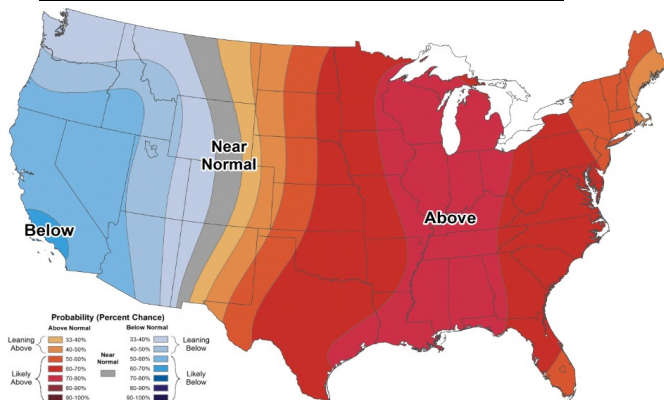 Near
Normal
Above
Below
Probability (Percent Chance)
Above Normal Below Normal
Leaning
Above
33-40% 33-40%
40-50% 40-50%
Leaning
Below
50-60% Near
Normal 50-60%
Likely
Above
60-70% 60-70%
70-80% 70-80%
80-90% 80-90%
90-100% 90-100%
Likely
Below